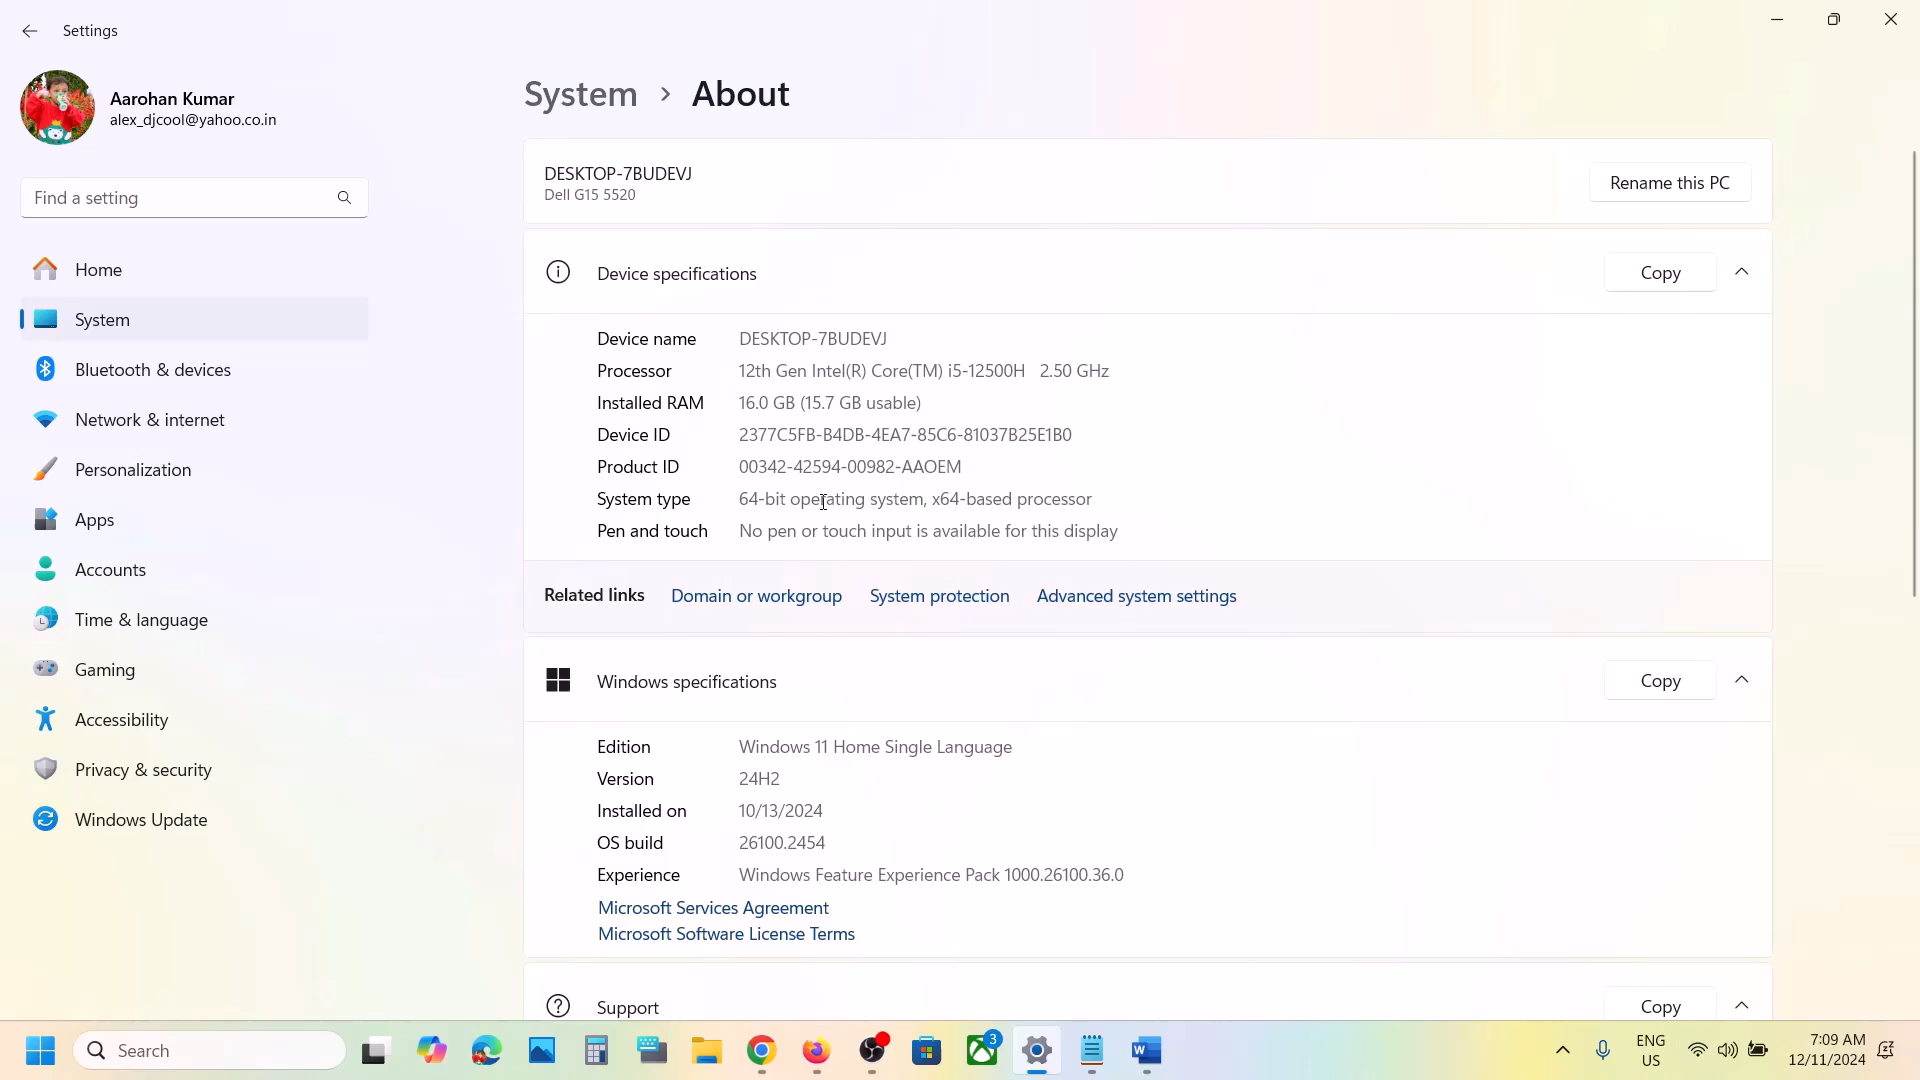 Settings
Aarohan Kumar
alex_djcool@yahoo.co.in
Find a setting
Home
System
Bluetooth & devices
Network & internet
Personalization
Apps
Accounts
Time & language
Gaming
Accessibility
Privacy & security
Windows Update
System > About
DESKTOP-7BUDEVJ
Dell G15 5520
Rename this PC
Device specifications
Copy
Device name DESKTOP-7BUDEVJ
Processor 12th Gen Intel(R) Core(TM) i5-12500H 2.50 GHz
Installed RAM 16.0 GB (15.7 GB usable)
Device ID 2377C5FB-B4DB-4EA7-85C6-81037B25E1B0
Product ID 00342-42594-00982-AAOEM
System type 64-bit operating system, x64-based processor
Pen and touch No pen or touch input is available for this display
Related links Domain or workgroup System protection Advanced system settings
Windows specifications
Copy
Edition Windows 11 Home Single Language
Version 24H2
Installed on 10/13/2024
OS build 26100.2454
Experience Windows Feature Experience Pack 1000.26100.36.0
Microsoft Services Agreement
Microsoft Software License Terms
Support
Copy
Search
3
W
ENG
US
7:09 AM
12/11/2024